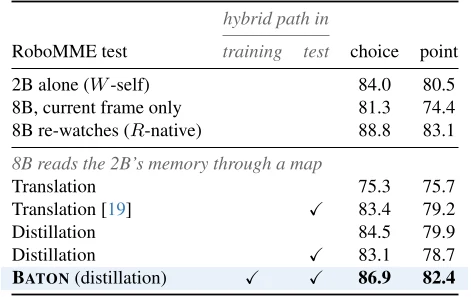 hybrid path in
RoboMME test training test choice point
2B alone (W-self) 84.0 80.5
8B, current frame only 81.3 74.4
8B re-watches (R-native) 88.8 83.1
8B reads the 2B's memory through a map
Translation 75.3 75.7
Translation [19] ✓ 83.4 79.2
Distillation 84.5 79.9
Distillation ✓ 83.1 78.7
BATON (distillation) ✓ ✓ 86.9 82.4